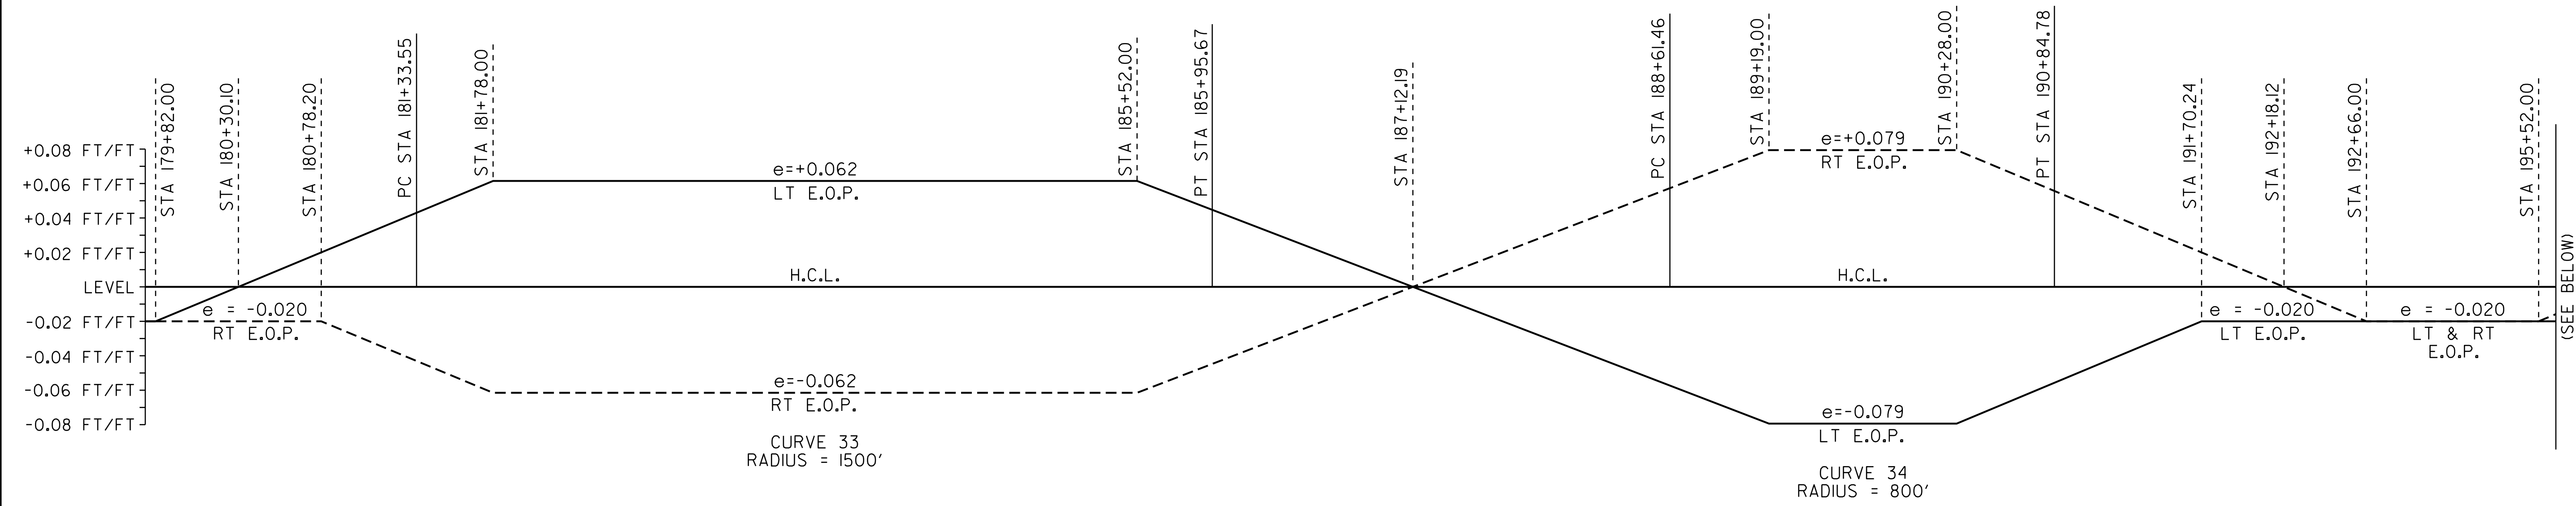 STA 179+82.00
STA 180+30.10
STA 180+78.20
PC STA 181+33.55
STA 181+78.00
STA 185+52.00
PT STA 185+95.67
STA 187+12.19
PC STA 188+61.46
STA 189+19.00
STA 190+28.00
PT STA 190+84.78
STA 191+70.24
STA 192+18.12
STA 192+66.00
STA 195+52.00
(SEE BELOW)
+0.08 FT/FT
+0.06 FT/FT
+0.04 FT/FT
+0.02 FT/FT
LEVEL
-0.02 FT/FT
-0.04 FT/FT
-0.06 FT/FT
-0.08 FT/FT
e = -0.020
RT E.O.P.
e=+0.062
LT E.O.P.
H.C.L.
e=-0.062
RT E.O.P.
CURVE 33
RADIUS = 1500'
e=+0.079
RT E.O.P.
H.C.L.
e=-0.079
LT E.O.P.
CURVE 34
RADIUS = 800'
e = -0.020
LT E.O.P.
e = -0.020
LT & RT
E.O.P.